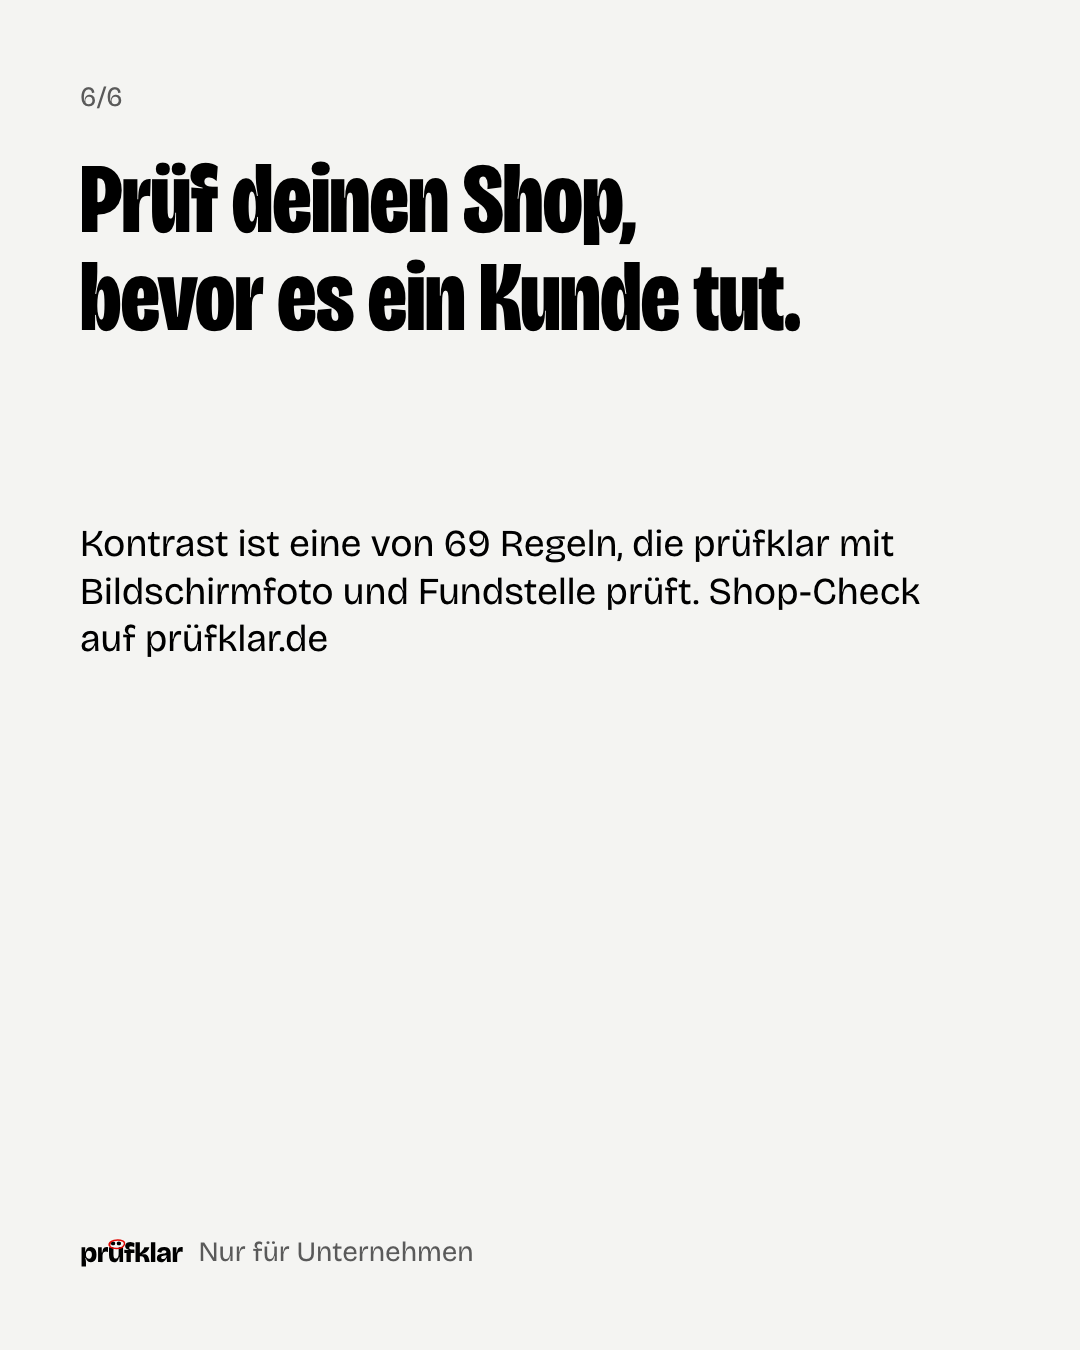 6/6
Prüf deinen Shop,
bevor es ein Kunde tut.
Kontrast ist eine von 69 Regeln, die prüfklar mit
Bildschirmfoto und Fundstelle prüft. Shop-Check
auf prüfklar.de
prüfklar Nur für Unternehmen